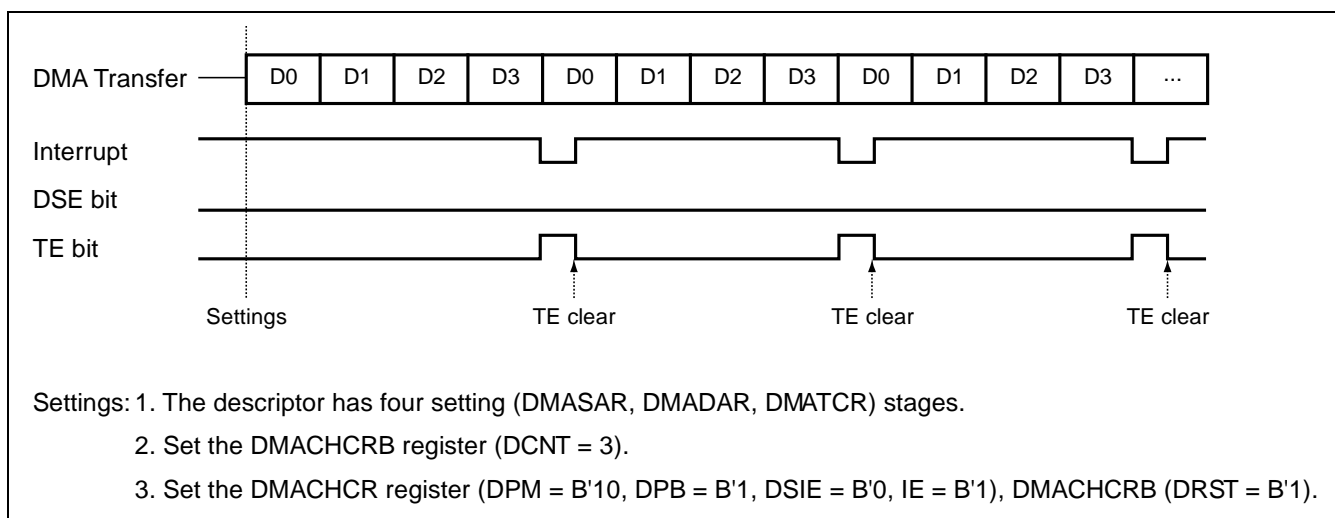 DMA Transfer D0 D1 D2 D3 D0 D1 D2 D3 D0 D1 D2 D3 ...
Interrupt
DSE bit
TE bit
Settings TE clear TE clear TE clear
Settings: 1. The descriptor has four setting (DMASAR, DMADAR, DMATCR) stages.
2. Set the DMACHCRB register (DCNT = 3).
3. Set the DMACHCR register (DPM = B'10, DPB = B'1, DSIE = B'0, IE = B'1), DMACHCRB (DRST = B'1).